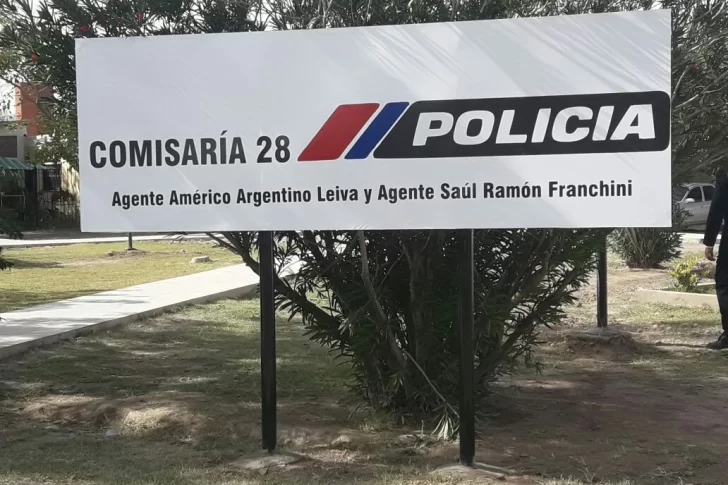 COMISARÍA 28 POLICIA
Agente Américo Argentino Leiva y Agente Saúl Ramón Franchini